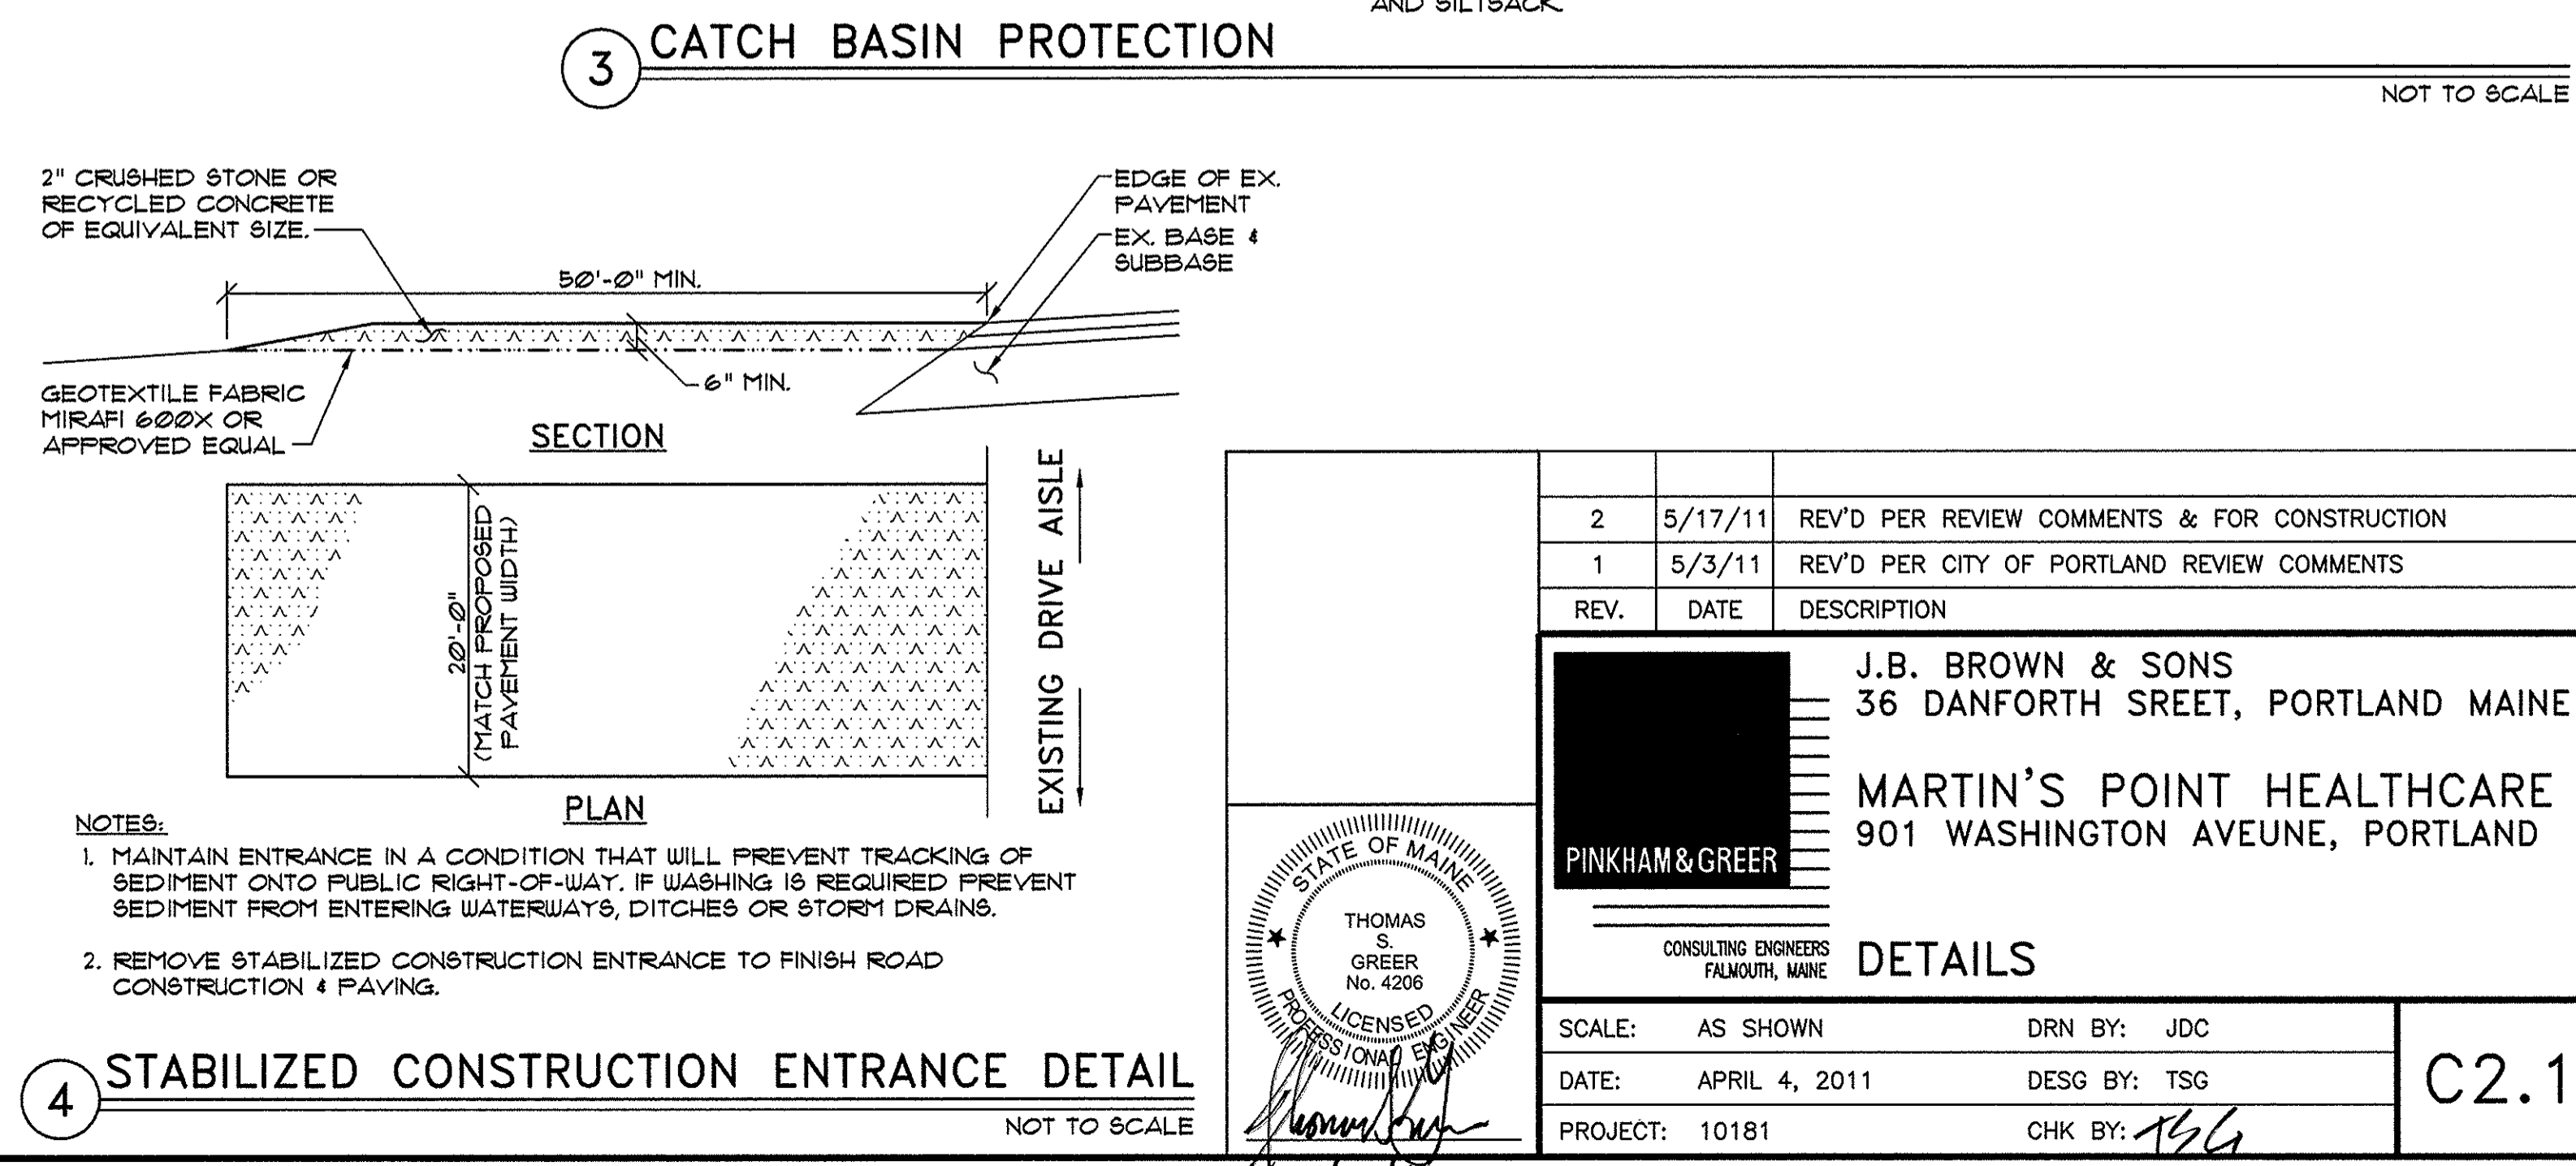 AND SILTSACK
3 CATCH BASIN PROTECTION
NOT TO SCALE
2" CRUSHED STONE OR
RECYCLED CONCRETE
OF EQUIVALENT SIZE.
50'-0" MIN.
EDGE OF EX.
PAVEMENT
EX. BASE &
SUBBASE
6" MIN.
GEOTEXTILE FABRIC
MIRAFI 600X OR
APPROVED EQUAL
SECTION
20'-0"
(MATCH PROPOSED
PAVEMENT WIDTH)
EXISTING DRIVE AISLE
PLAN
NOTES:
1. MAINTAIN ENTRANCE IN A CONDITION THAT WILL PREVENT TRACKING OF
SEDIMENT ONTO PUBLIC RIGHT-OF-WAY. IF WASHING IS REQUIRED PREVENT
SEDIMENT FROM ENTERING WATERWAYS, DITCHES OR STORM DRAINS.
2. REMOVE STABILIZED CONSTRUCTION ENTRANCE TO FINISH ROAD
CONSTRUCTION & PAVING.
4 STABILIZED CONSTRUCTION ENTRANCE DETAIL
NOT TO SCALE
2 5/17/11 REV'D PER REVIEW COMMENTS & FOR CONSTRUCTION
1 5/3/11 REV'D PER CITY OF PORTLAND REVIEW COMMENTS
REV. DATE DESCRIPTION
PINKHAM & GREER
CONSULTING ENGINEERS
FALMOUTH, MAINE
J.B. BROWN & SONS
36 DANFORTH SREET, PORTLAND MAINE
MARTIN'S POINT HEALTHCARE
901 WASHINGTON AVEUNE, PORTLAND
DETAILS
STATE OF MAINE
THOMAS
S.
GREER
No. 4206
LICENSED
PROFESSIONAL ENGINEER
SCALE: AS SHOWN DRN BY: JDC
DATE: APRIL 4, 2011 DESG BY: TSG
PROJECT: 10181 CHK BY: TSG
C2.1